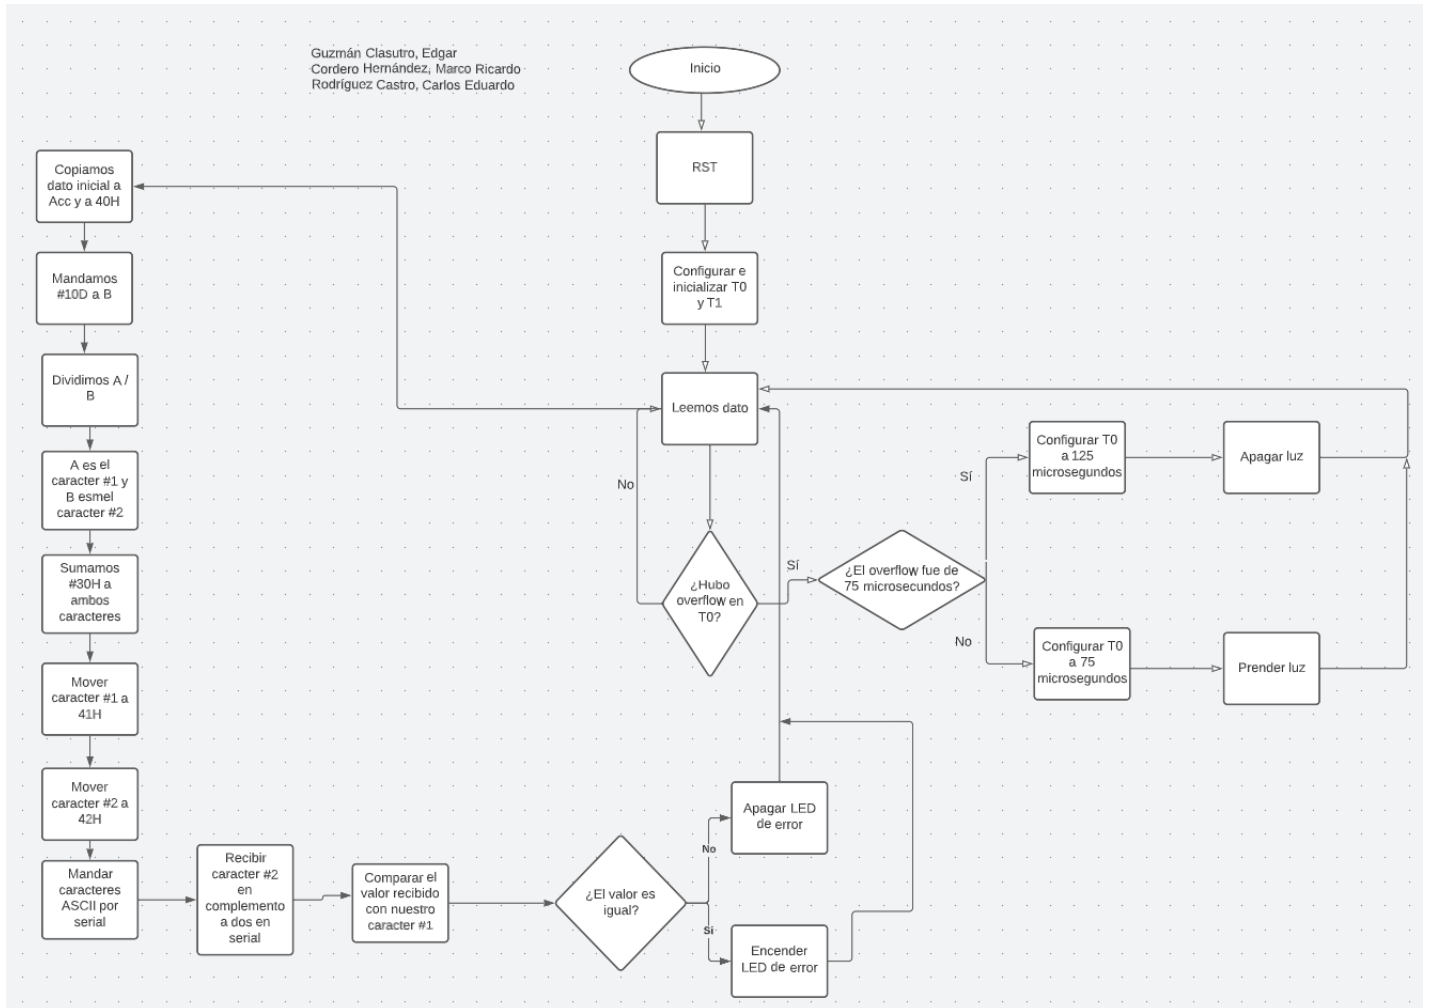 Guzmán Clasutro, Edgar
Cordero Hernández, Marco Ricardo
Rodríguez Castro, Carlos Eduardo
Inicio
RST
Configurar e
inicializar T0
y T1
Leemos dato
Copiamos
dato inicial a
Acc y a 40H
Mandamos
#10D a B
Dividimos A /
B
A es el
caracter #1 y
B esmel
caracter #2
Sumamos
#30H a
ambos
caracteres
Mover
caracter #1 a
41H
Mover
caracter #2 a
42H
Mandar
caracteres
ASCII por
serial
Recibir
caracter #2
en
complemento
a dos en
serial
Comparar el
valor recibido
con nuestro
caracter #1
¿El valor es
igual?
No
Apagar LED
de error
Sí
Encender
LED de error
No
¿Hubo
overflow en
T0?
Sí
¿El overflow fue de
75 microsecundos?
Sí
Configurar T0
a 125
microsegundos
Apagar luz
No
Configurar T0
a 75
microsegundos
Prender luz